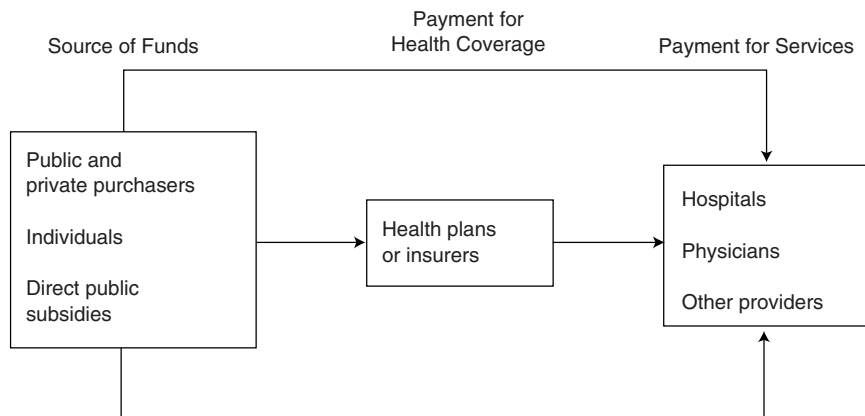 Source of Funds
Payment for
Health Coverage
Payment for Services
Public and
private purchasers
Individuals
Direct public
subsidies
Health plans
or insurers
Hospitals
Physicians
Other providers